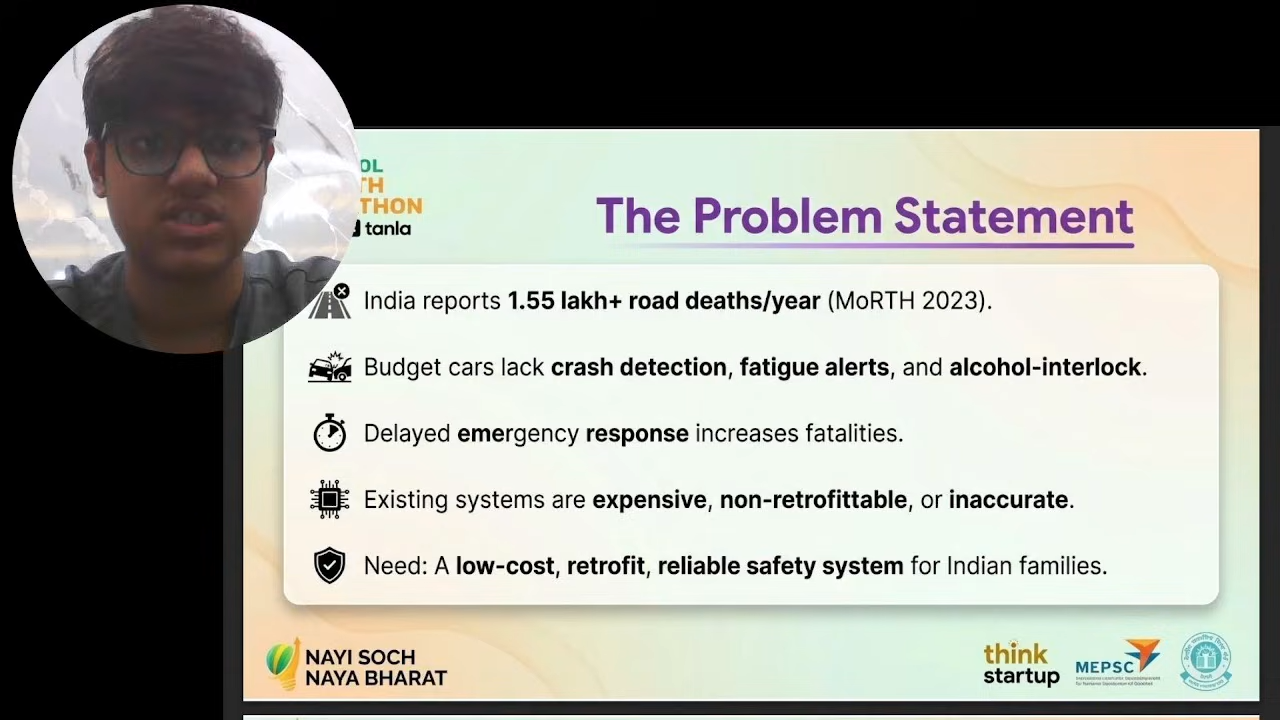 OL
TH
THON
tanla
The Problem Statement
India reports 1.55 lakh+ road deaths/year (MoRTH 2023).
Budget cars lack crash detection, fatigue alerts, and alcohol-interlock.
Delayed emergency response increases fatalities.
Existing systems are expensive, non-retrofittable, or inaccurate.
Need: A low-cost, retrofit, reliable safety system for Indian families.
NAYI SOCH
NAYA BHARAT
think
startup
MEPSC